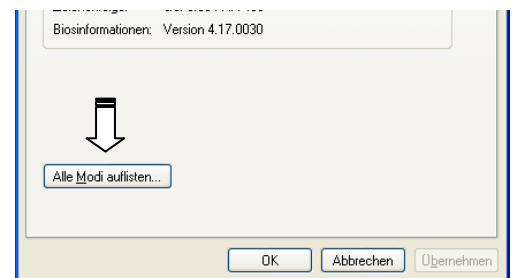 Biosinformationen: Version 4.17.0030
Alle Modi auflisten...
OK Abbrechen Übernehmen